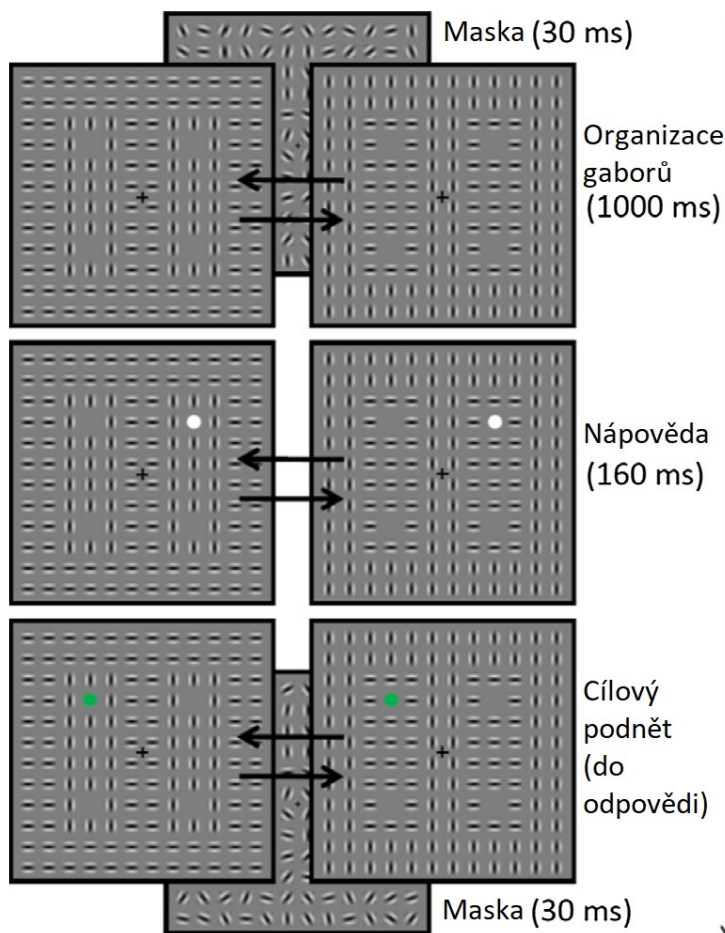 Maska (30 ms)
Organizace
gaborů
(1000 ms)
Nápověda
(160 ms)
Cílový
podnět
(do
odpovědi)
Maska (30 ms)